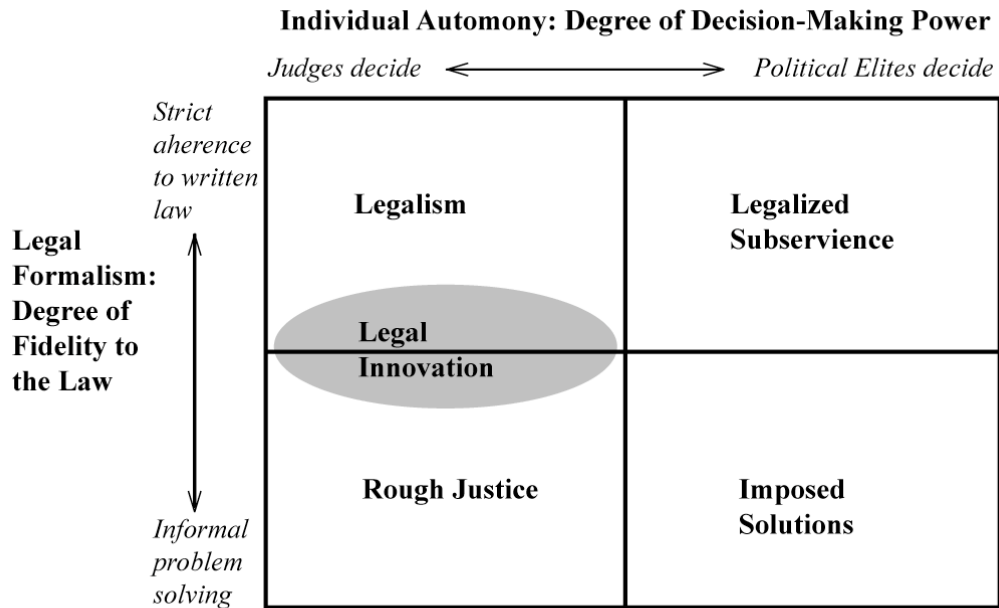 Individual Automony: Degree of Decision-Making Power
Judges decide
Political Elites decide
Strict
aherence
to written
law
Legal
Formalism:
Degree of
Fidelity to
the Law
Informal
problem
solving
Legalism
Legalized
Subservience
Legal
Innovation
Rough Justice
Imposed
Solutions